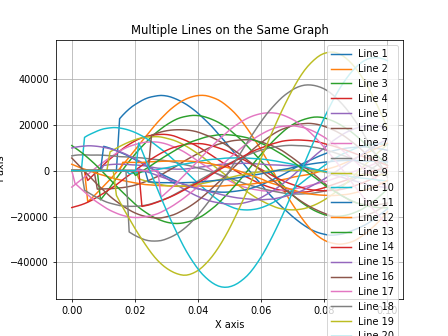 Multiple Lines on the Same Graph
40000
20000
0
−20000
−40000
0.00
0.02
0.04
0.06
0.08
X axis
axis
Line 1
Line 2
Line 3
Line 4
Line 5
Line 6
Line 7
Line 8
Line 9
Line 10
Line 11
Line 12
Line 13
Line 14
Line 15
Line 16
Line 17
Line 18
Line 19
Line 20